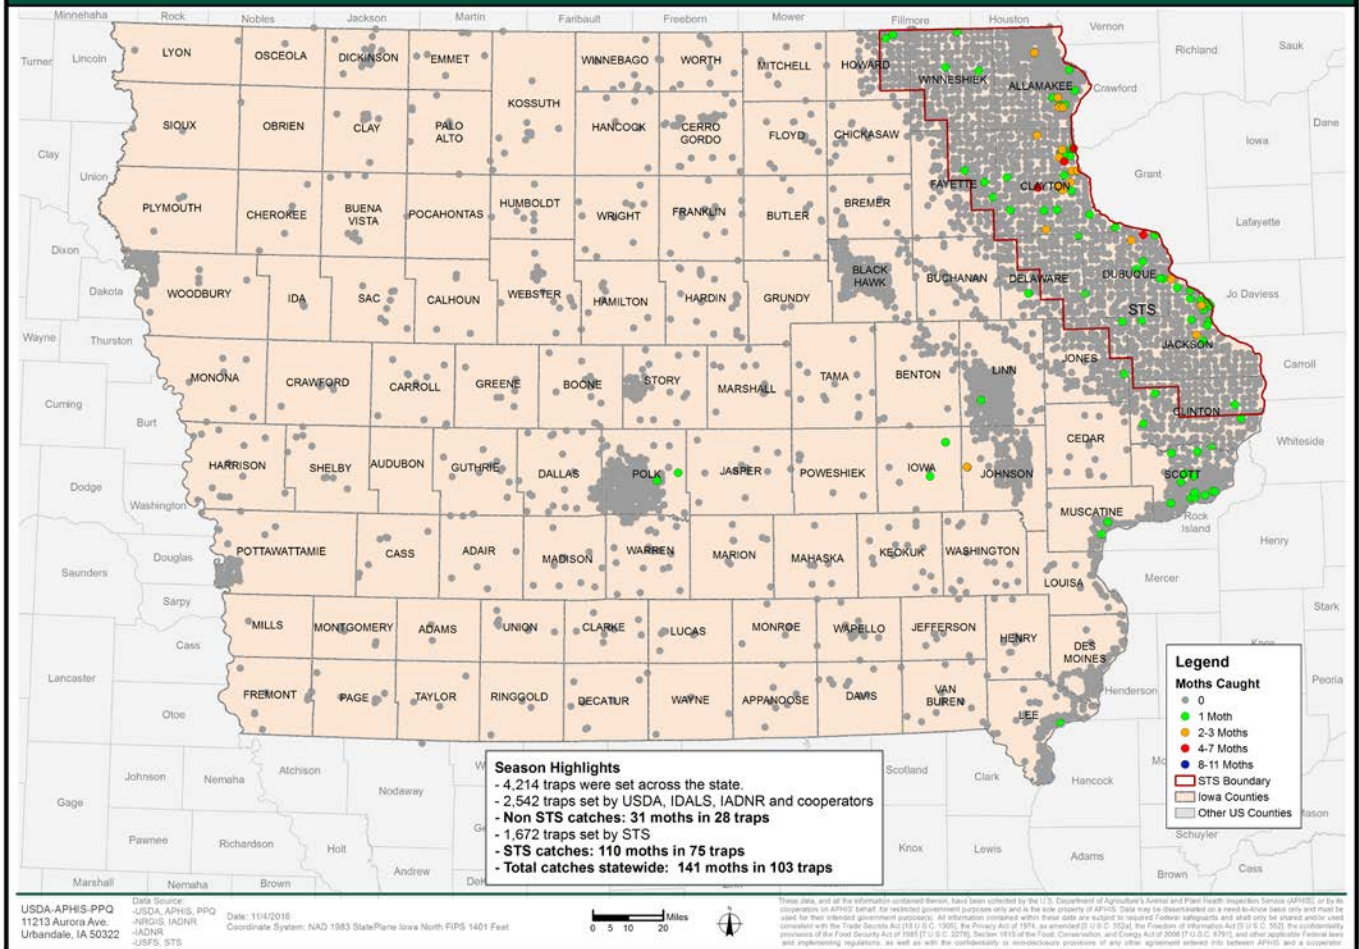 Minnehaha Rock Nobles Jackson Martin Faribault Freeborn Mower Fillmore Houston Vernon
Richland Sauk
Turner Lincoln
LYON OSCEOLA DICKINSON EMMET WINNEBAGO WORTH MITCHELL HOWARD WINNESHIEK ALLAMAKEE
Crawford
KOSSUTH
SIOUX OBRIEN CLAY PALO ALTO HANCOCK CERRO GORDO FLOYD CHICKASAW
Dane
Iowa
Clay
Union
Grant
FAYETTE CLAYTON
PLYMOUTH CHEROKEE BUENA VISTA POCAHONTAS HUMBOLDT WRIGHT FRANKLIN BUTLER BREMER
Lafayette
Dixon
Dakota
WOODBURY IDA SAC CALHOUN WEBSTER HAMILTON HARDIN GRUNDY BLACK HAWK BUCHANAN DELAWARE DUBUQUE
Jo Daviess
STS
Wayne Thurston
JACKSON
JONES
Carroll
MONONA CRAWFORD CARROLL GREENE BOONE STORY MARSHALL TAMA BENTON LINN
Cuming
Burt
CLINTON
Whiteside
CEDAR
HARRISON SHELBY AUDUBON GUTHRIE DALLAS POLK JASPER POWESHIEK IOWA JOHNSON SCOTT
Dodge
Washington
MUSCATINE
Rock Island
Henry
Douglas
POTTAWATTAMIE CASS ADAIR MADISON WARREN MARION MAHASKA KEOKUK WASHINGTON
Saunders
LOUISA
Mercer
Sarpy
Stark
MILLS MONTGOMERY ADAMS UNION CLARKE LUCAS MONROE WAPELLO JEFFERSON HENRY DES MOINES
Cass
Knox
Lancaster
Peoria
Henderson
FREMONT PAGE TAYLOR RINGGOLD DECATUR WAYNE APPANOOSE DAVIS VAN BUREN LEE
Otoe
Johnson Nemaha Atchison Nodaway Scotland Clark Hancock
Gage
Pawnee Richardson Holt Andrew Knox Lewis Adams Schuyler Brown Cass
Marshall Nemaha Brown
Legend
Moths Caught
0
1 Moth
2-3 Moths
4-7 Moths
8-11 Moths
STS Boundary
Iowa Counties
Other US Counties
Season Highlights
- 4,214 traps were set across the state.
- 2,542 traps set by USDA, IDALS, IADNR and cooperators
- Non STS catches: 31 moths in 28 traps
- 1,672 traps set by STS
- STS catches: 110 moths in 75 traps
- Total catches statewide: 141 moths in 103 traps
USDA-APHIS-PPQ
11213 Aurora Ave.
Urbandale, IA 50322
Data Source:
-USDA, APHIS, PPQ
-NRGIS, IADNR
-IADNR
-USFS, STS
Date: 11/4/2016
Coordinate System: NAD 1983 StatePlane Iowa North FIPS 1401 Feet
Miles
0 5 10 20
N